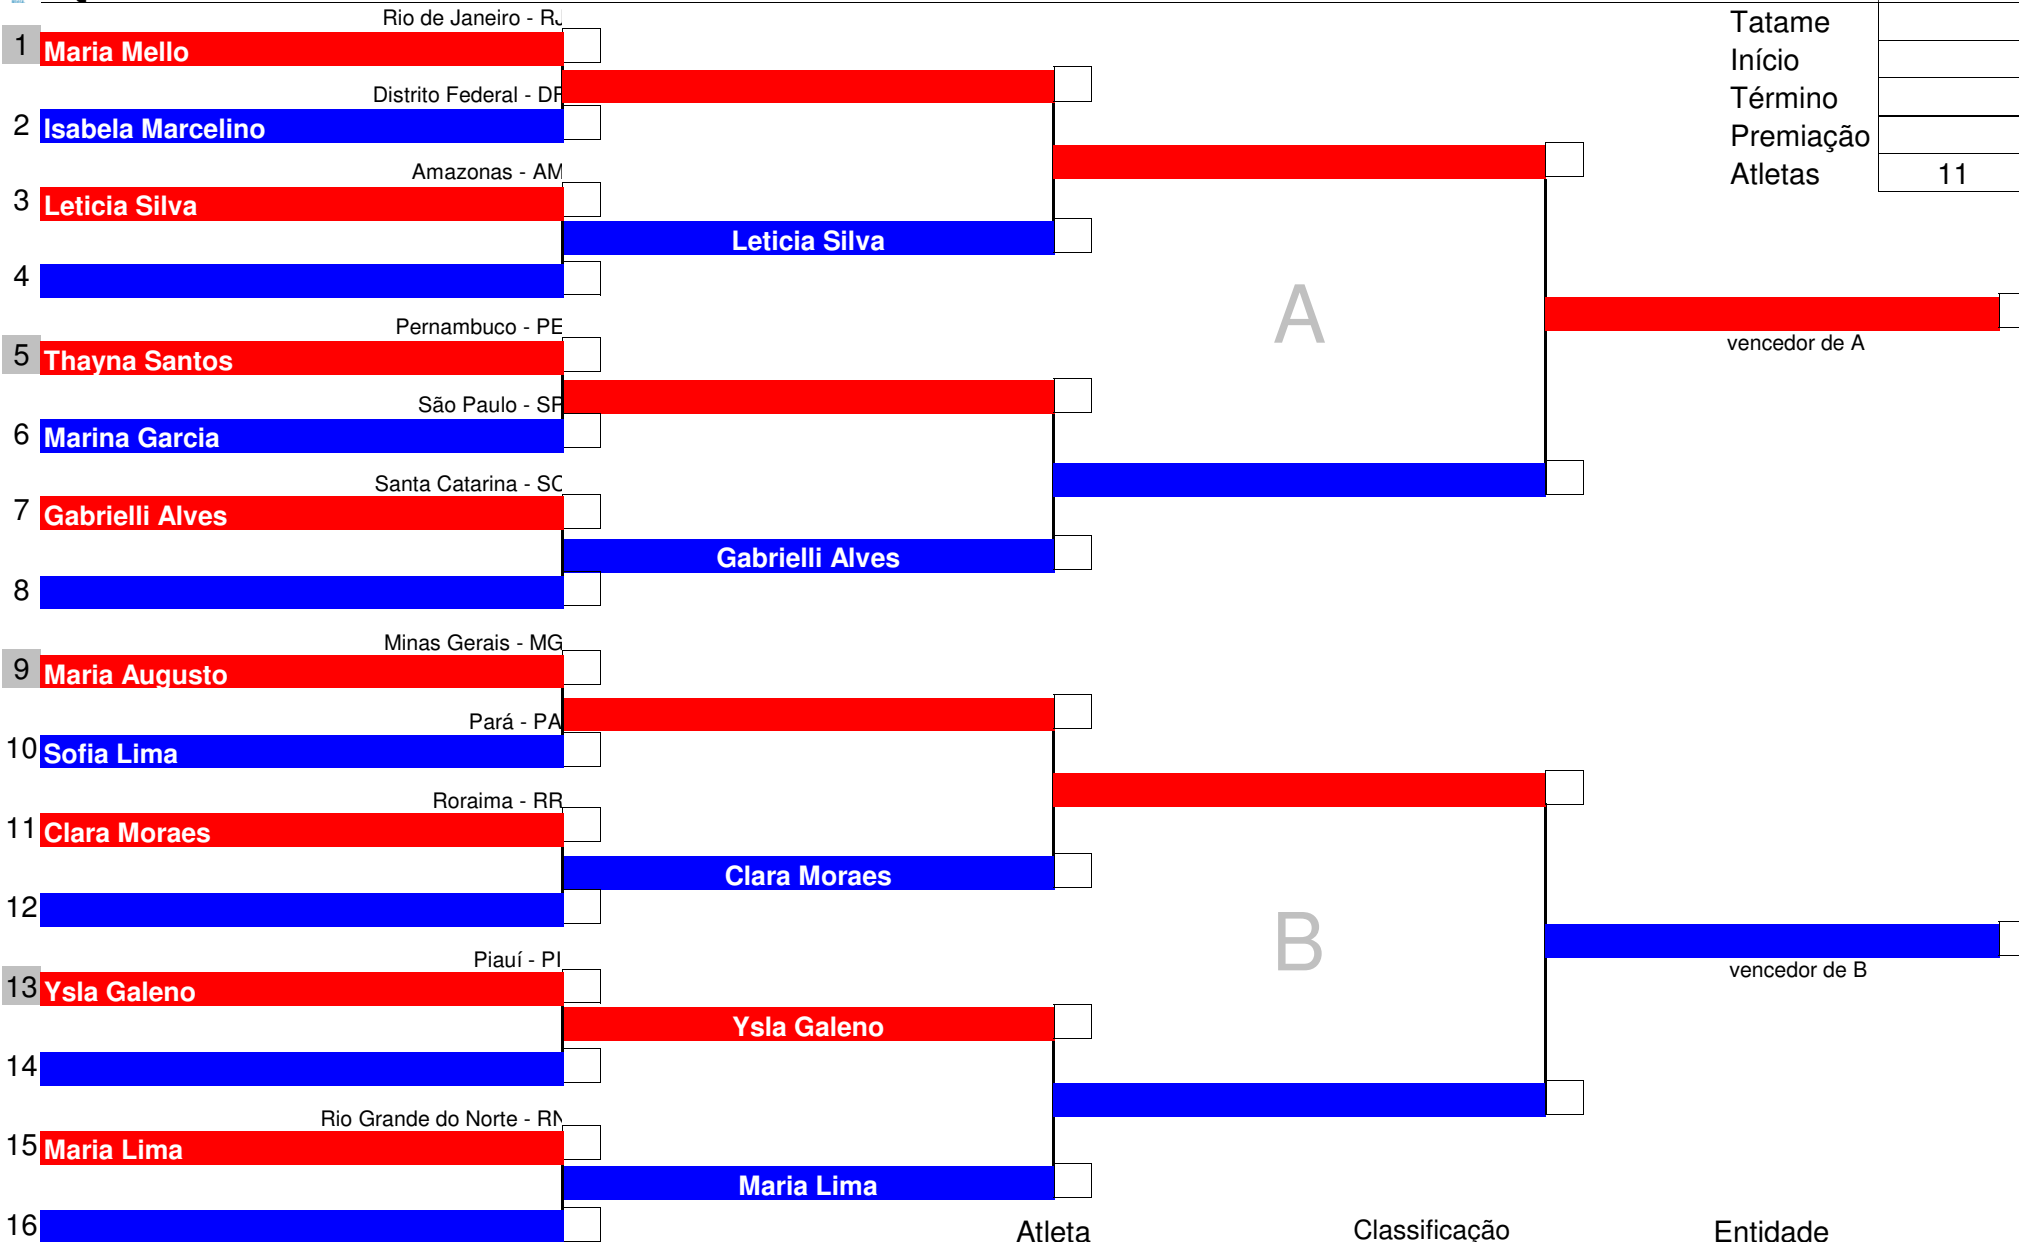 Rio de Janeiro - RJ
1 Maria Mello
Distrito Federal - DF
2 Isabela Marcelino
Amazonas - AM
3 Leticia Silva
Leticia Silva
4
Pernambuco - PE
5 Thayna Santos
São Paulo - SP
6 Marina Garcia
Santa Catarina - SC
7 Gabrielli Alves
Gabrielli Alves
8
Minas Gerais - MG
9 Maria Augusto
Pará - PA
10 Sofia Lima
Roraima - RR
11 Clara Moraes
Clara Moraes
12
Piauí - PI
13 Ysla Galeno
Ysla Galeno
14
Rio Grande do Norte - RN
15 Maria Lima
Maria Lima
16
A
vencedor de A
B
vencedor de B
Tatame
Início
Término
Premiação
Atletas 11
Atleta Classificação Entidade